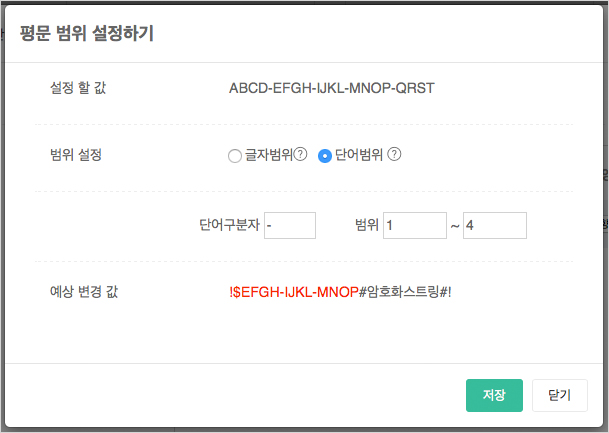 평문 범위 설정하기
설정 할 값 ABCD-EFGH-IJKL-MNOP-QRST
범위 설정 글자범위? 단어범위 ?
단어구분자 - 범위 1 ~ 4
예상 변경 값 !$EFGH-IJKL-MNOP#암호화스트링#!
저장 닫기